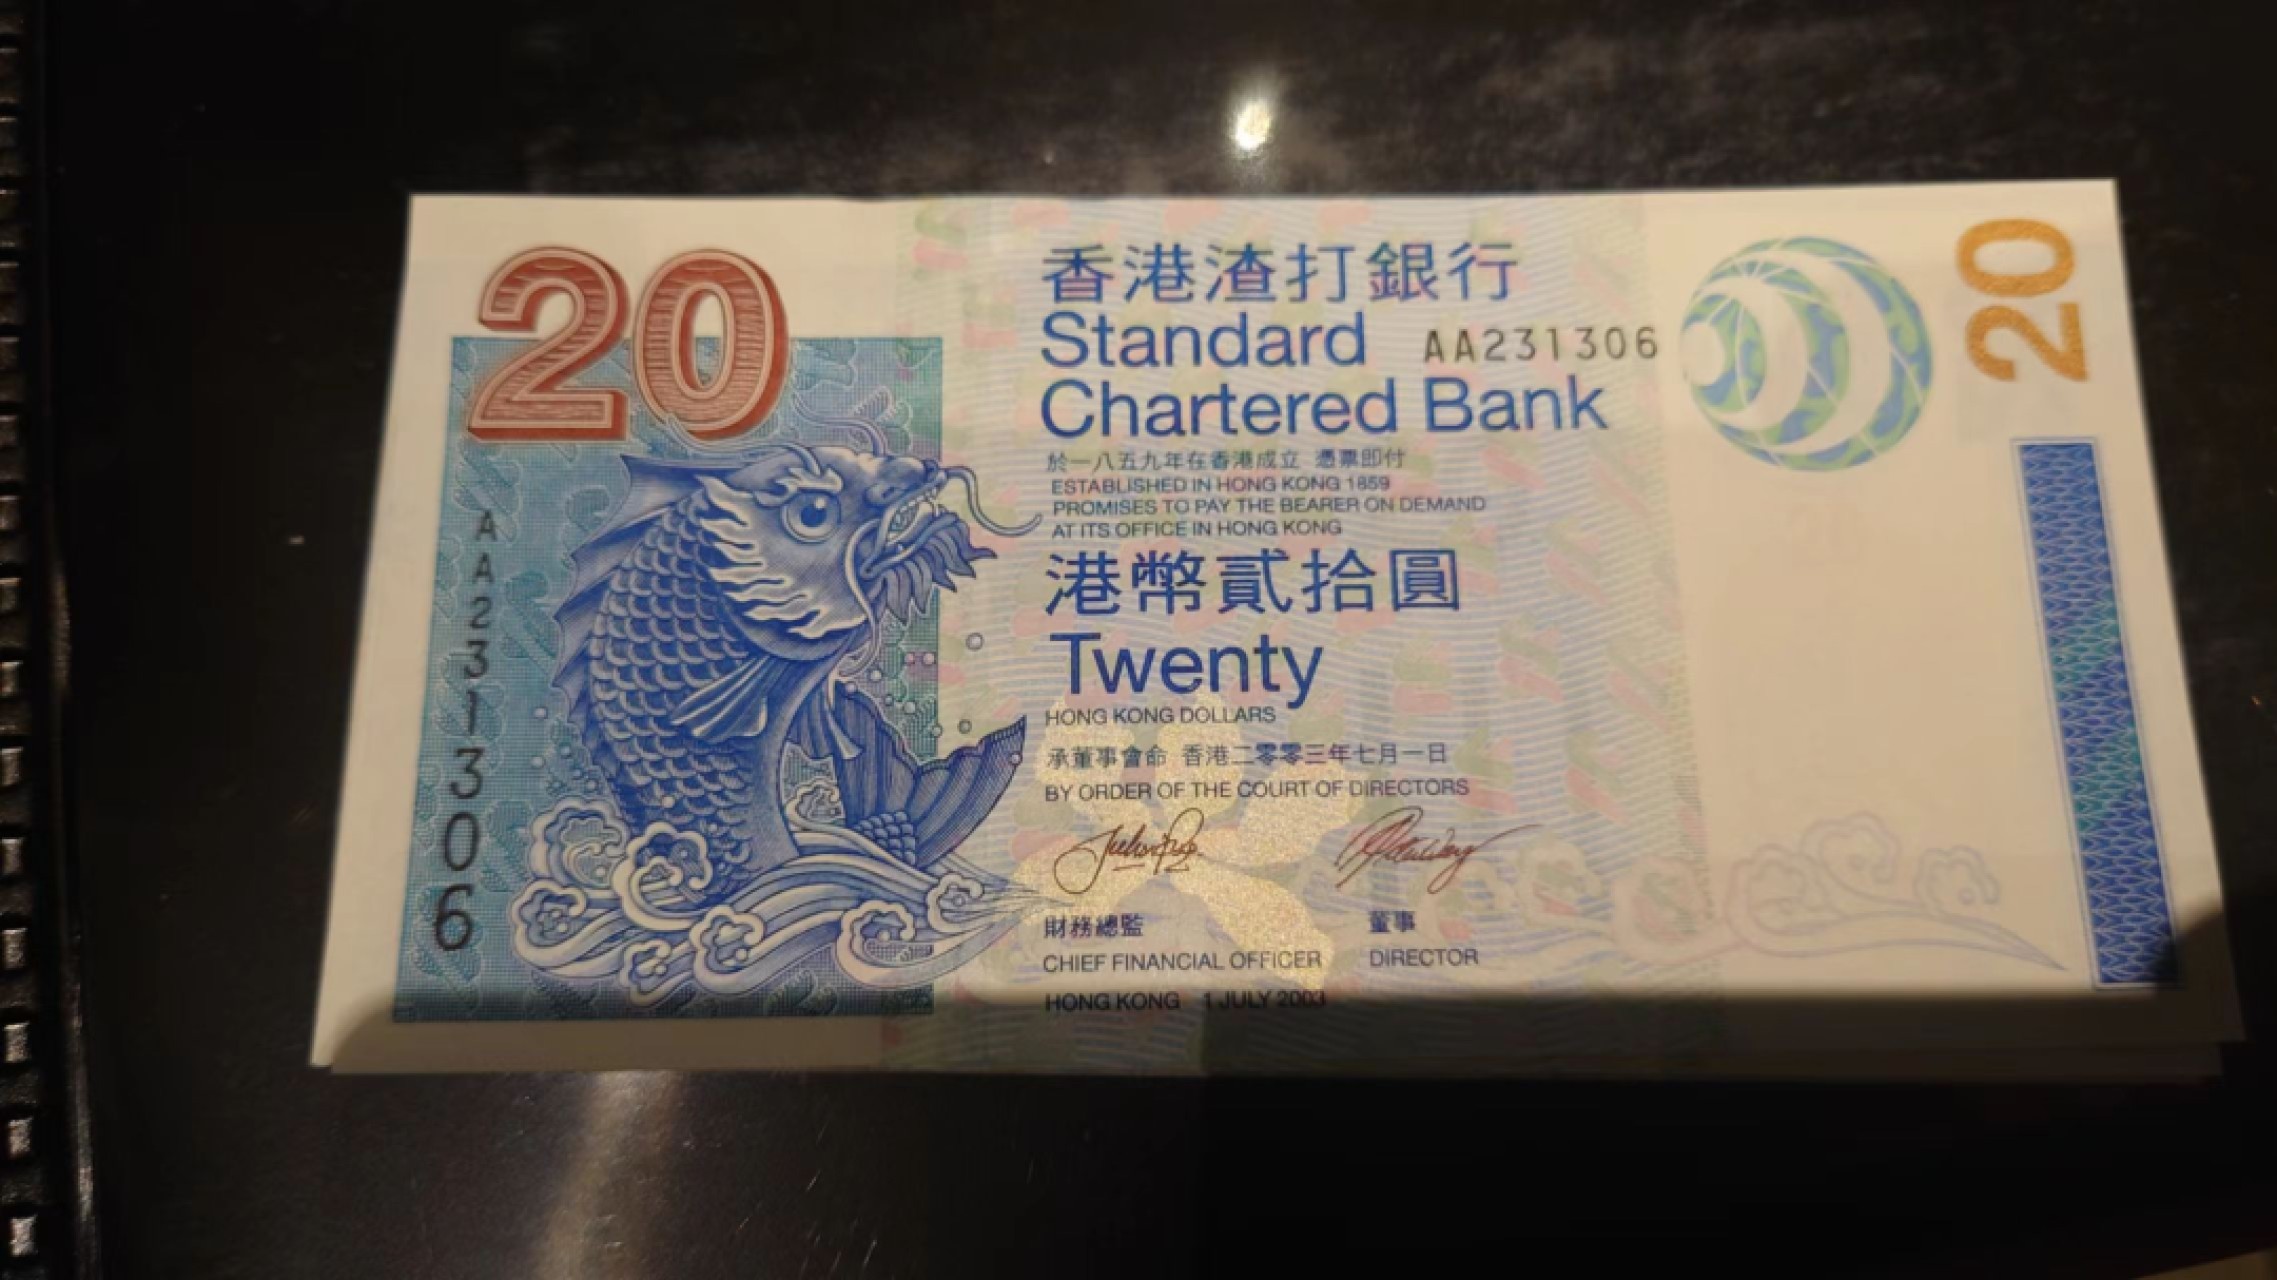 20
香港渣打銀行
Standard
AA231306
Chartered Bank
20
於一八五九年在香港成立 憑票即付
ESTABLISHED IN HONG KONG 1859
PROMISES TO PAY THE BEARER ON DEMAND
AT ITS OFFICE IN HONG KONG
AA231306
港幣貳拾圓
Twenty
HONG KONG DOLLARS
承董事會命 香港二零零三年七月一日
BY ORDER OF THE COURT OF DIRECTORS
財務總監 董事
CHIEF FINANCIAL OFFICER DIRECTOR
HONG KONG 1 JULY 2003